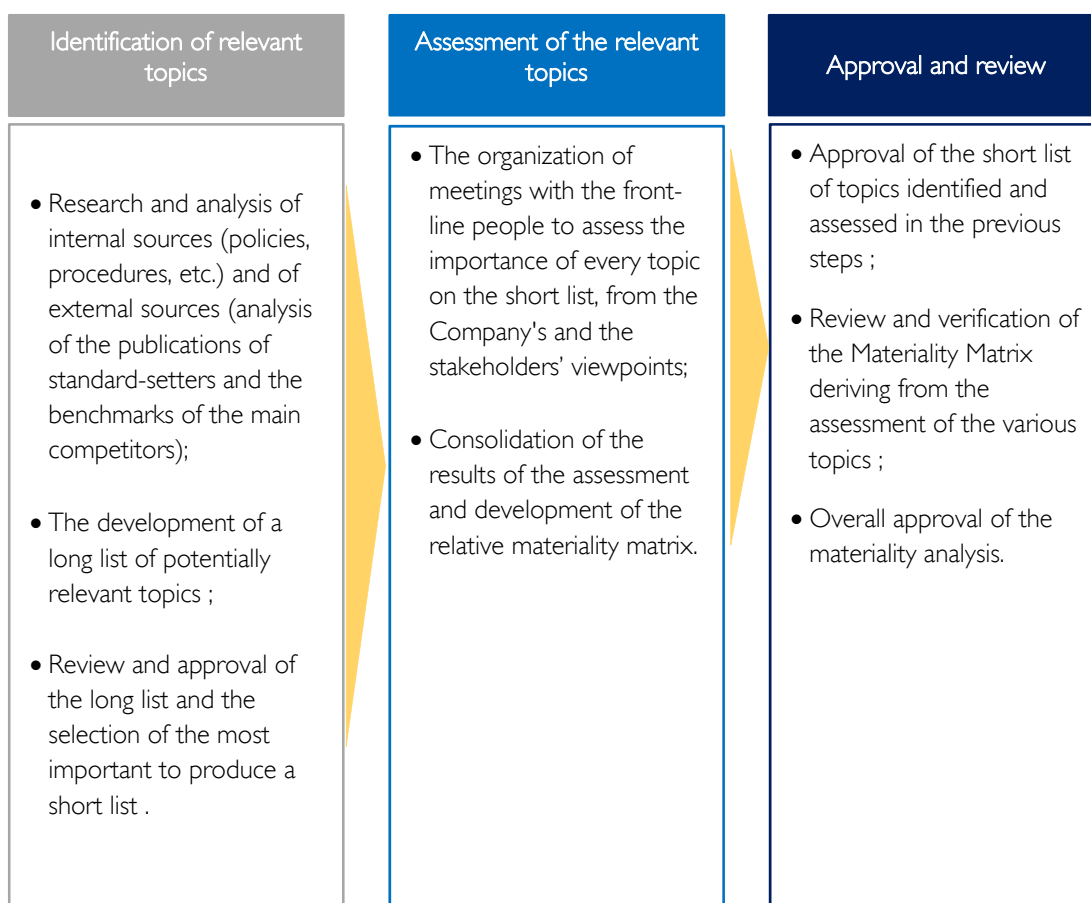 Identification of relevant
topics
• Research and analysis of
internal sources (policies,
procedures, etc.) and of
external sources (analysis
of the publications of
standard-setters and the
benchmarks of the main
competitors);
• The development of a
long list of potentially
relevant topics ;
• Review and approval of
the long list and the
selection of the most
important to produce a
short list .
Assessment of the relevant
topics
• The organization of
meetings with the front-
line people to assess the
importance of every topic
on the short list, from the
Company's and the
stakeholders’ viewpoints;
• Consolidation of the
results of the assessment
and development of the
relative materiality matrix.
Approval and review
• Approval of the short list
of topics identified and
assessed in the previous
steps ;
• Review and verification of
the Materiality Matrix
deriving from the
assessment of the various
topics ;
• Overall approval of the
materiality analysis.